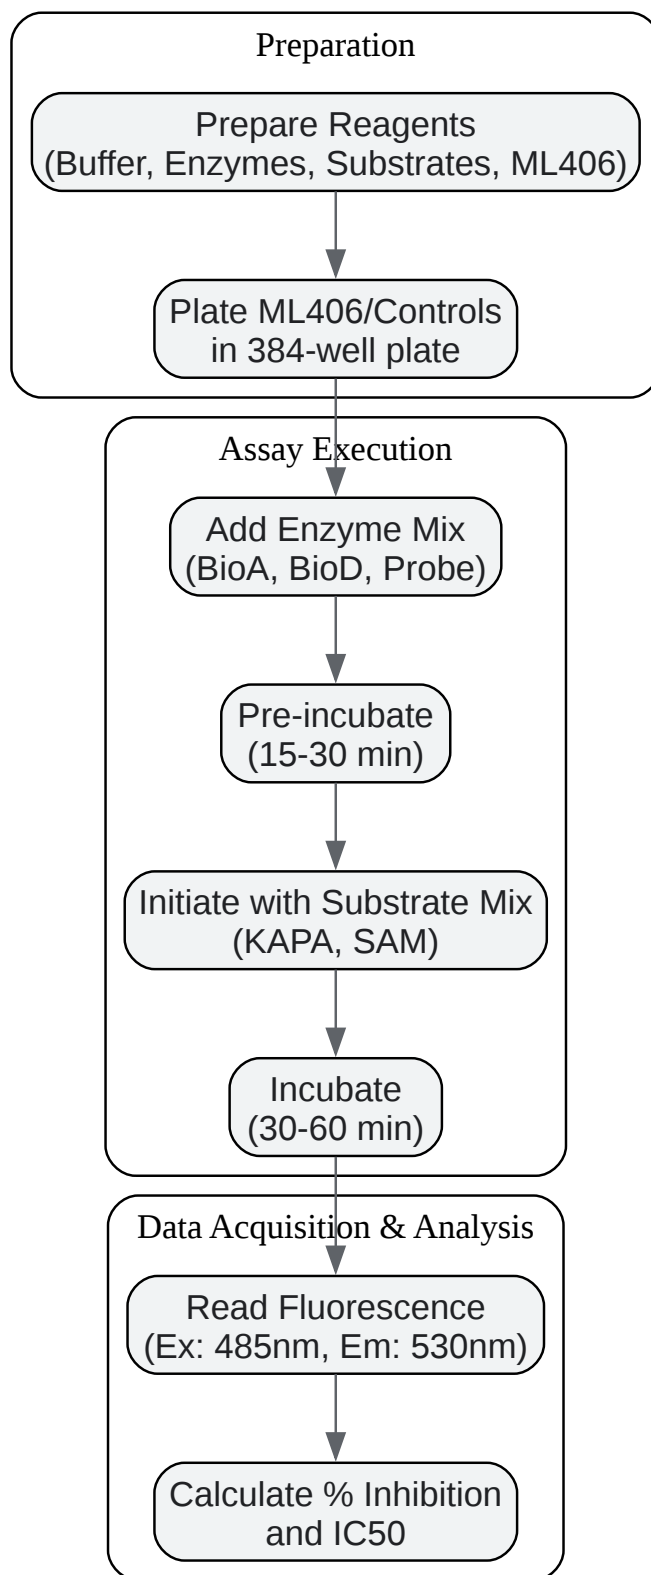 Preparation
Prepare Reagents
(Buffer, Enzymes, Substrates, ML406)
Plate ML406/Controls
in 384-well plate
Assay Execution
Add Enzyme Mix
(BioA, BioD, Probe)
Pre-incubate
(15-30 min)
Initiate with Substrate Mix
(KAPA, SAM)
Incubate
(30-60 min)
Data Acquisition & Analysis
Read Fluorescence
(Ex: 485nm, Em: 530nm)
Calculate % Inhibition
and IC50